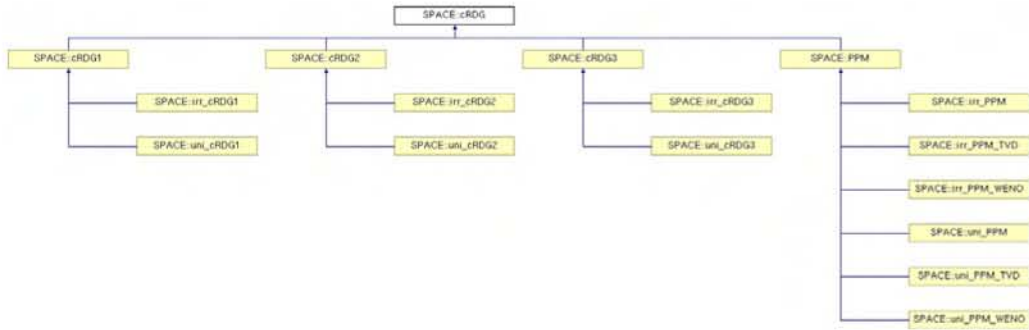 SPACE::cRDG
SPACE::cRDG1
SPACE::cRDG2
SPACE::cRDG3
SPACE::PPM
SPACE::irr_cRDG1
SPACE::irr_cRDG2
SPACE::irr_cRDG3
SPACE::irr_PPM
SPACE::uni_cRDG1
SPACE::uni_cRDG2
SPACE::uni_cRDG3
SPACE::irr_PPM_TVD
SPACE::irr_PPM_WENO
SPACE::uni_PPM
SPACE::uni_PPM_TVD
SPACE::uni_PPM_WENO